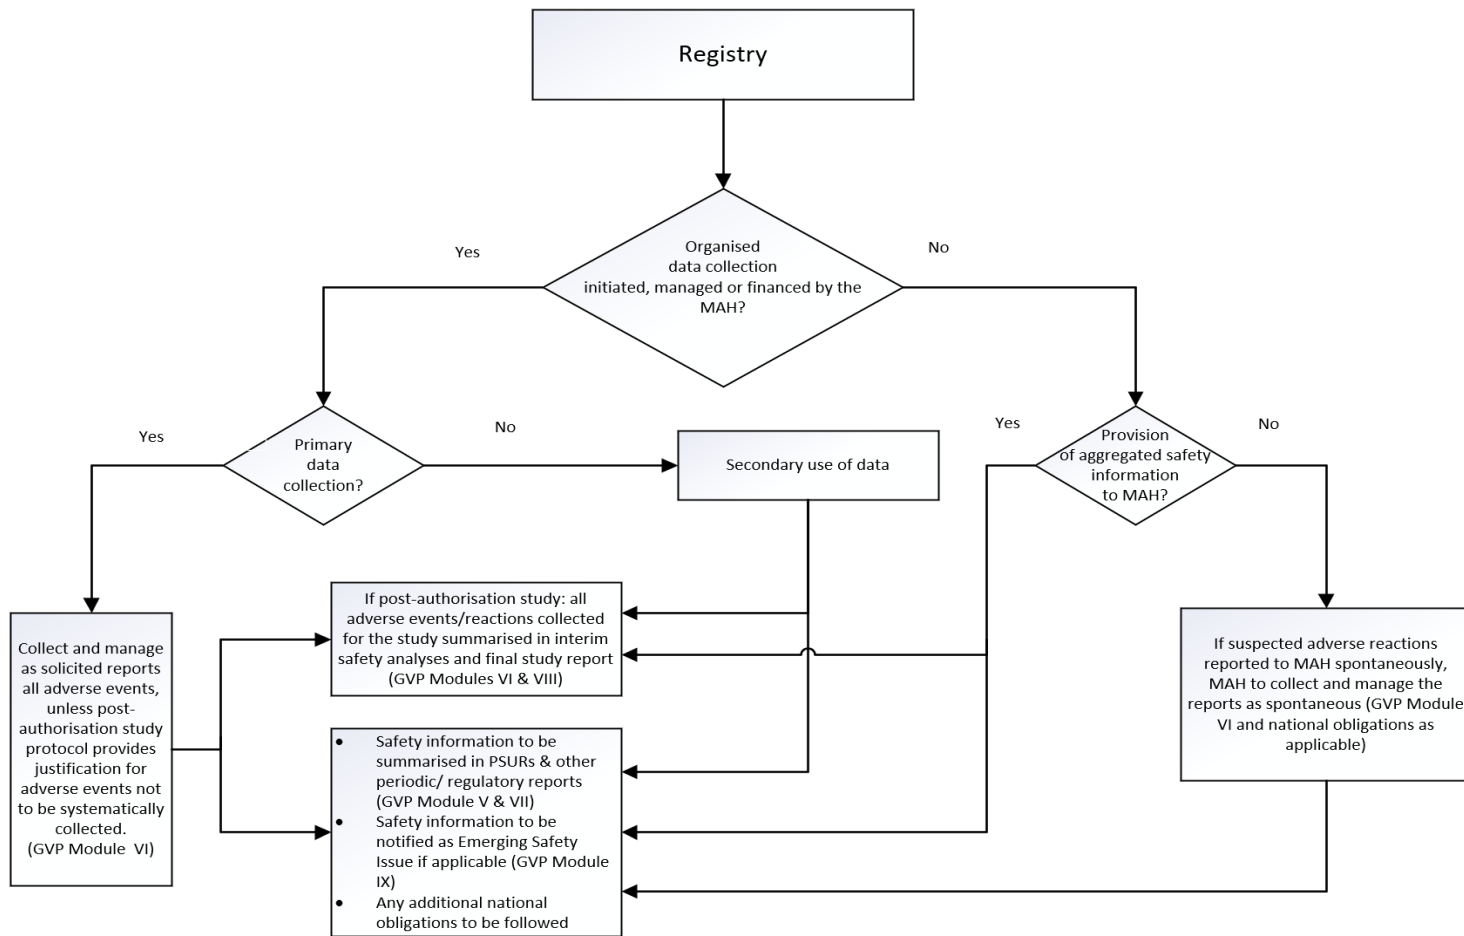 Registry
Organised
data collection
initiated, managed or financed by the
MAH?
Yes
No
Primary
data
collection?
Yes
No
Secondary use of data
Provision
of aggregated safety
information
to MAH?
Yes
No
Collect and manage
as solicited reports
all adverse events,
unless post-
authorisation study
protocol provides
justification for
adverse events not
to be systematically
collected.
(GVP Module  VI)
If post-authorisation study: all
adverse events/reactions collected
for the study summarised in interim
safety analyses and final study report
(GVP Modules VI & VIII)
• Safety information to be
summarised in PSURs & other
periodic/ regulatory reports
(GVP Module V & VII)
• Safety information to be
notified as Emerging Safety
Issue if applicable (GVP Module
IX)
• Any additional national
obligations to be followed
If suspected adverse reactions
reported to MAH spontaneously,
MAH to collect and manage the
reports as spontaneous (GVP Module
VI and national obligations as
applicable)